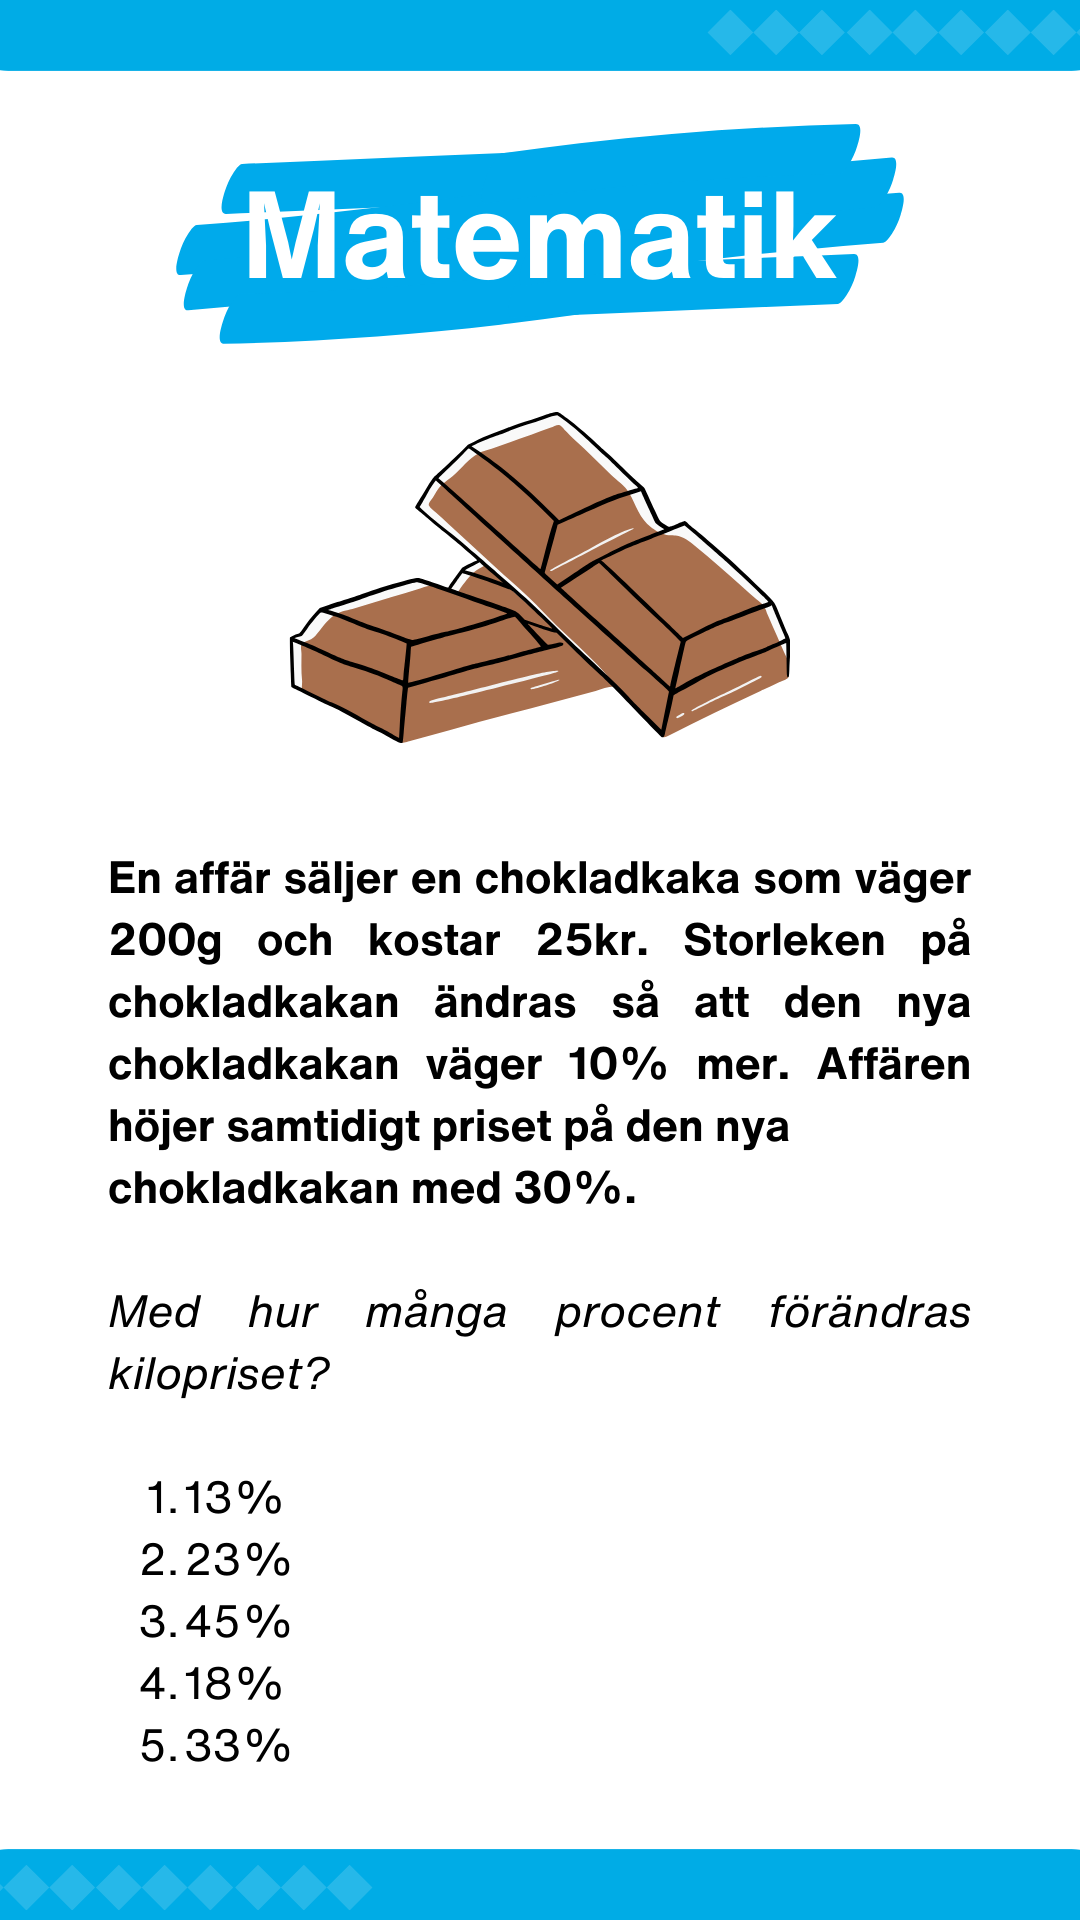 Matematik
En affär säljer en chokladkaka som väger
200g och kostar 25kr. Storleken på
chokladkakan ändras så att den nya
chokladkakan väger 10% mer. Affären
höjer samtidigt priset på den nya
chokladkakan med 30%.
Med hur många procent förändras
kilopriset?
1. 13%
2. 23%
3. 45%
4. 18%
5. 33%